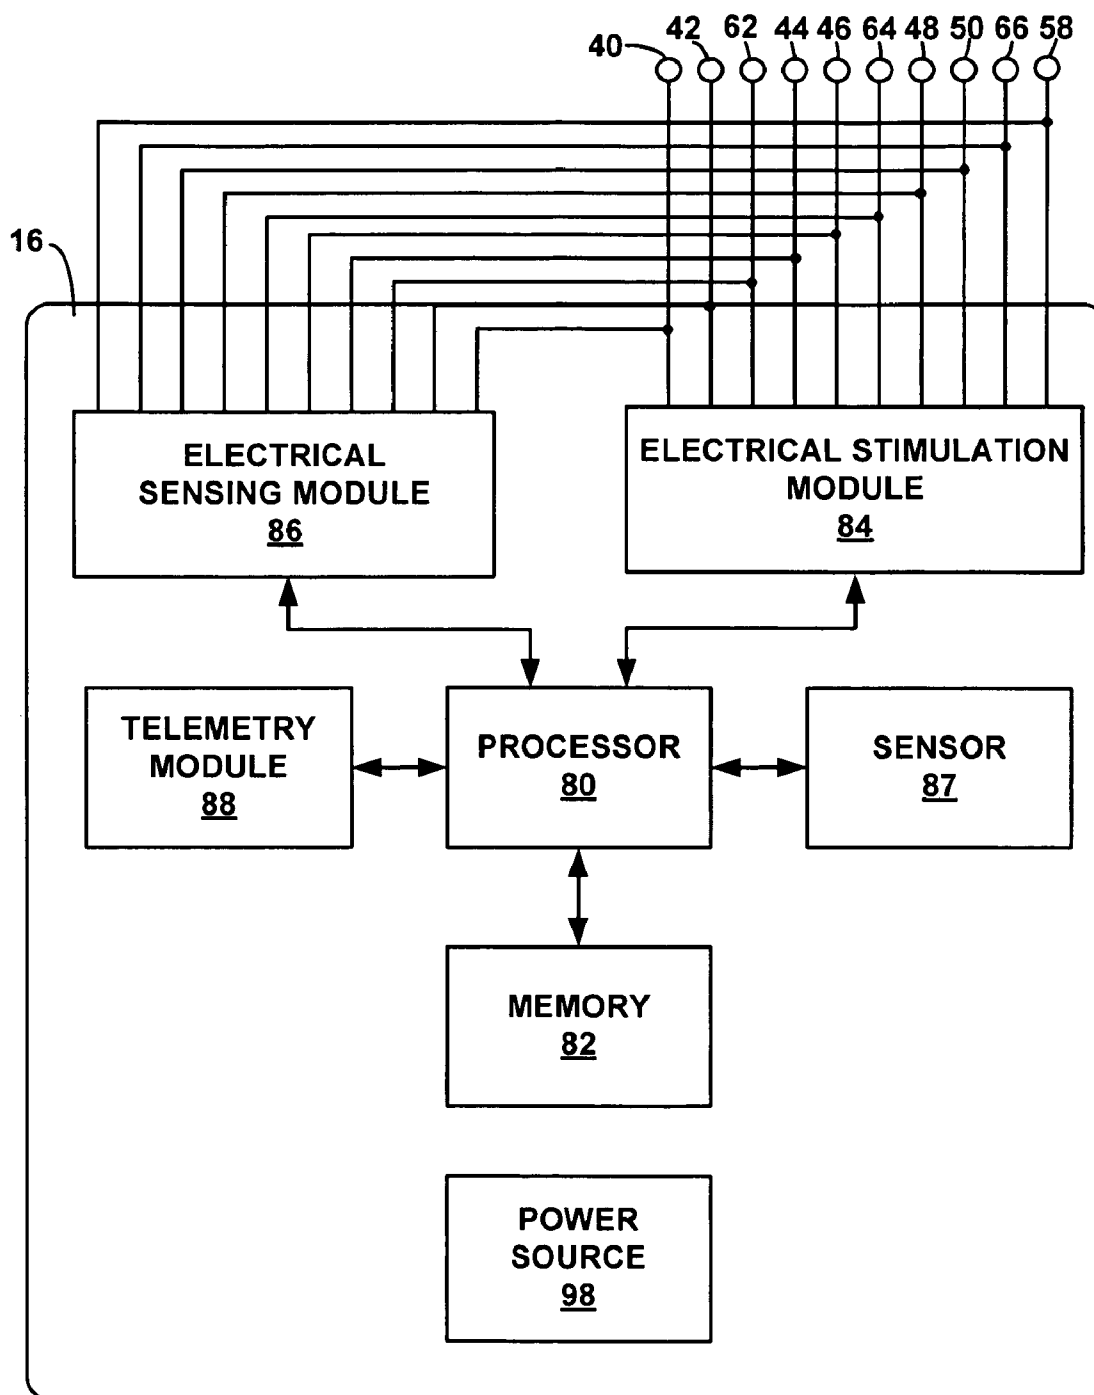 40 42 62 44 46 64 48 50 66 58
16
ELECTRICAL
SENSING MODULE
86
ELECTRICAL STIMULATION
MODULE
84
TELEMETRY
MODULE
88
PROCESSOR
80
SENSOR
87
MEMORY
82
POWER
SOURCE
98